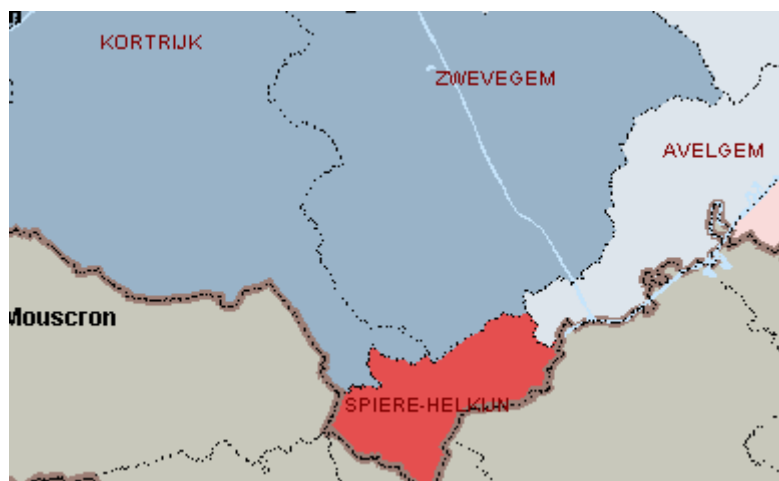 KORTRIJK
ZWEVEGEM
AVELGEM
Mouscron
SPIERE-HELKIJN